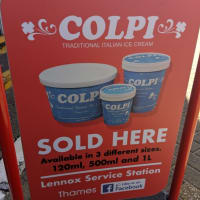 COLPI
TRADITIONAL ITALIAN ICE CREAM
COLPI
COLPI
COLPI
SOLD HERE
Available in 3 different sizes.
120ml, 500ml and 1L
Lennox Service Station
Thames
Facebook